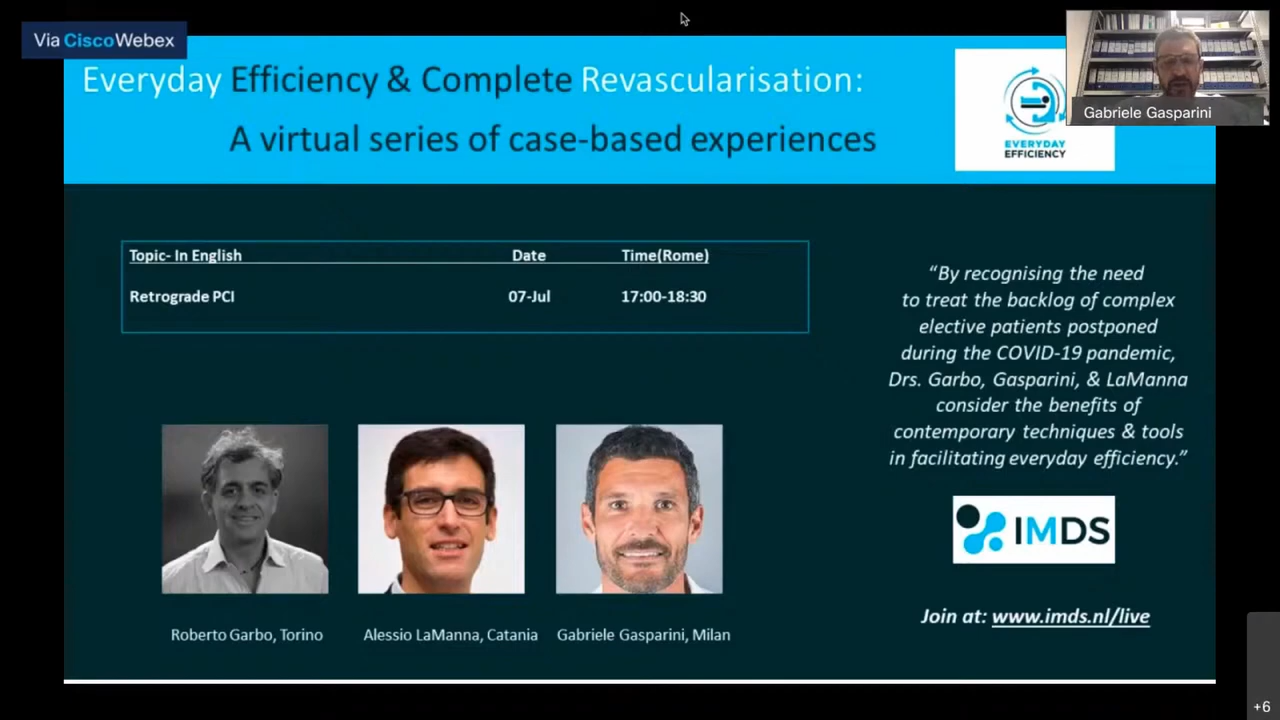 Via CiscoWebex
Everyday Efficiency & Complete Revascularisation:
A virtual series of case-based experiences
EVERYDAY
EFFICIENCY
Gabriele Gasparini
Topic- In English Date Time(Rome)
Retrograde PCI 07-Jul 17:00-18:30
“By recognising the need
to treat the backlog of complex
elective patients postponed
during the COVID-19 pandemic,
Drs. Garbo, Gasparini, & LaManna
consider the benefits of
contemporary techniques & tools
in facilitating everyday efficiency.”
IMDS
Join at: www.imds.nl/live
Roberto Garbo, Torino
Alessio LaManna, Catania
Gabriele Gasparini, Milan
+6